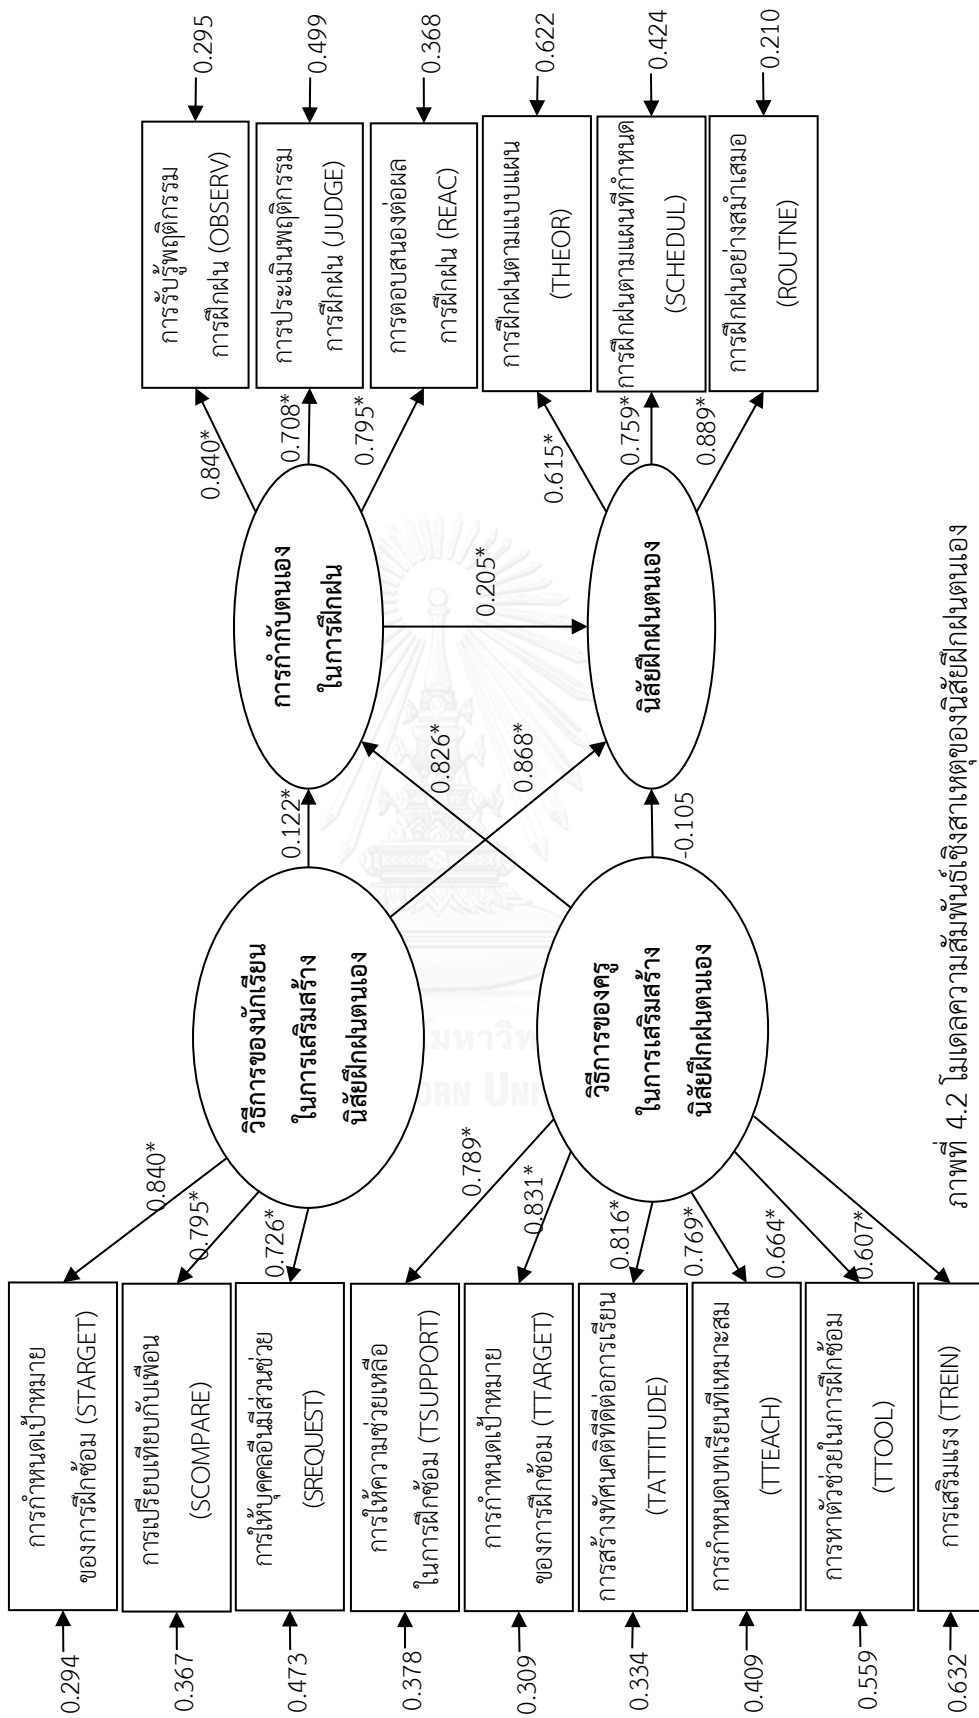 0.294
การกำหนดเป้าหมาย
ของการฝึกซ้อม (STARGET)
0.367
การเปรียบเทียบกับเพื่อน
(SCOMPARE)
0.473
การให้บุคคลอื่นมีส่วนช่วย
(SREQUEST)
0.378
การให้ความช่วยเหลือ
ในการฝึกซ้อม (TSUPPORT)
0.309
การกำหนดเป้าหมาย
ของการฝึกซ้อม (TTARGET)
0.334
การสร้างทัศนคติที่ดีต่อการเรียน
(TATTITUDE)
0.409
การกำหนดบทเรียนที่เหมาะสม
(TTEACH)
0.559
การหาตัวช่วยในการฝึกซ้อม
(TTTOOL)
0.632
การเสริมแรง (TREIN)
0.840*
0.795*
0.726*
0.789*
0.831*
0.816*
0.769*
0.664*
0.607*
วิธีการของนักเรียน
ในการเสริมสร้าง
นิสัยฝึกฝนตนเอง
วิธีการของครู
ในการเสริมสร้าง
นิสัยฝึกฝนตนเอง
0.122*
0.826*
0.868*
-0.105
การกำกับตนเอง
ในการฝึกฝน
0.205*
นิสัยฝึกฝนตนเอง
0.840*
0.708*
0.795*
0.615*
0.759*
0.889*
การรับรู้พฤติกรรม
การฝึกฝน (OBSERV)
0.295
การประเมินพฤติกรรม
การฝึกฝน (JUDGE)
0.499
การตอบสนองต่อผล
การฝึกฝน (REAC)
0.368
การฝึกฝนตามแบบแผน
(THEOR)
0.622
การฝึกฝนตามแผนที่กำหนด
(SCHEDUL)
0.424
การฝึกฝนอย่างสม่ำเสมอ
(ROUTNE)
0.210
ภาพที่ 4.2 โมเดลความสัมพันธ์เชิงสาเหตุของนิสัยฝึกฝนตนเอง